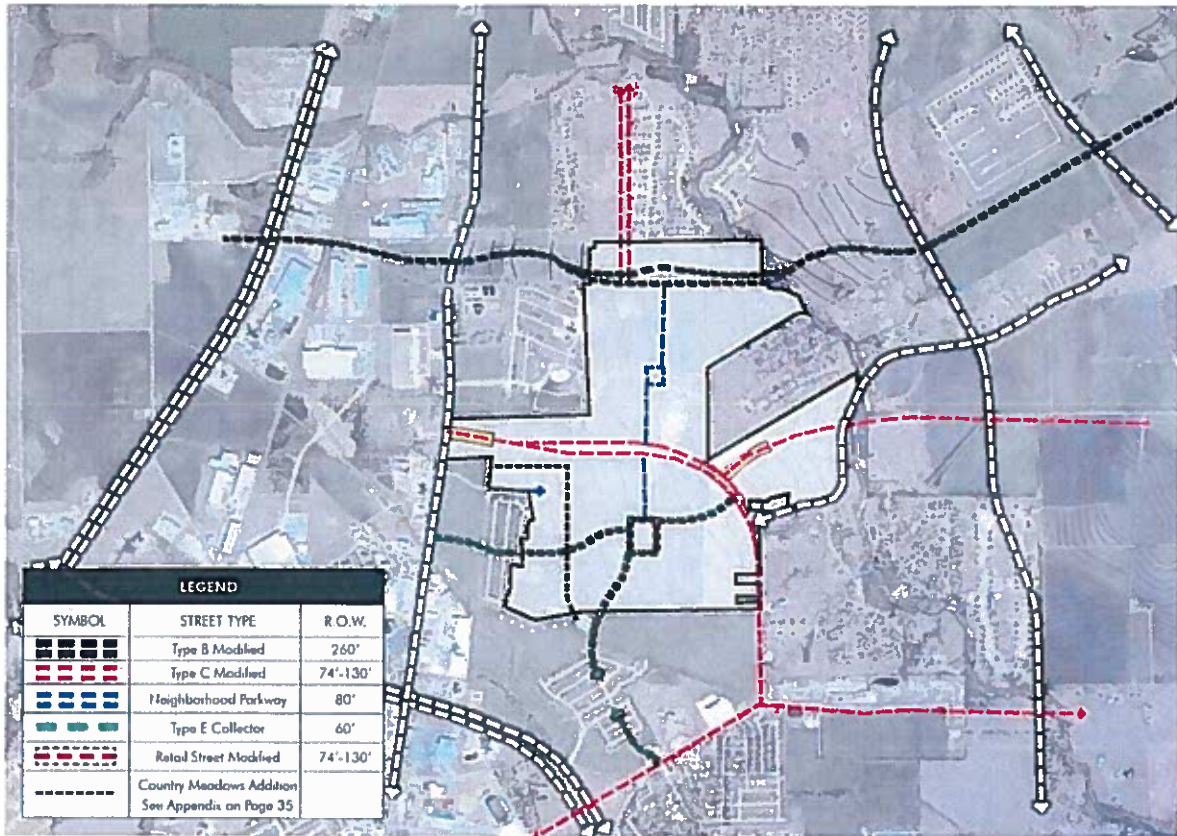 LEGEND
SYMBOL STREET TYPE R.O.W.
Type B Modified 260'
Type C Modified 74'-130'
Neighborhood Parkway 80'
Type E Collector 60'
Retail Street Modified 74'-130'
Country Meadows Addition
See Appendix on Page 35